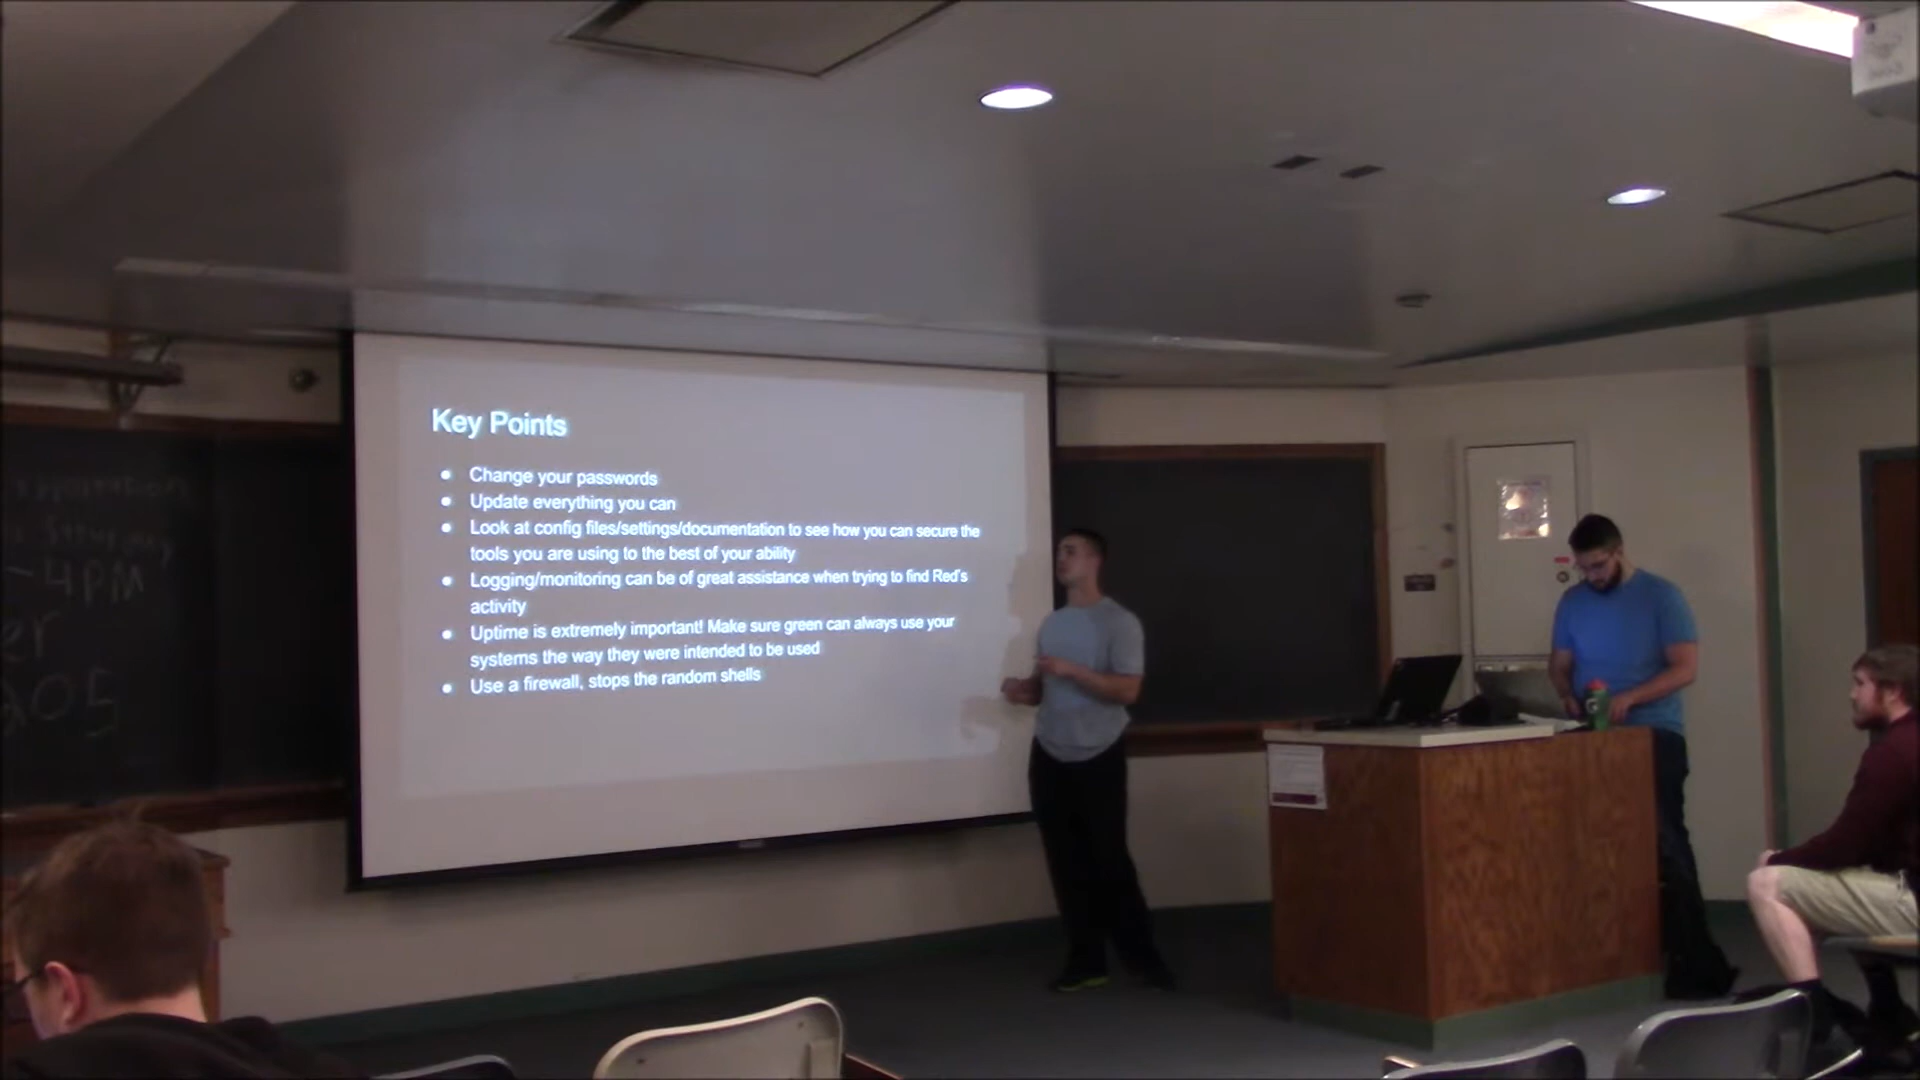 Key Points
Change your passwords
Update everything you can
Look at config files/settings/documentation to see how you can secure the
tools you are using to the best of your ability
Logging/monitoring can be of great assistance when trying to find Red's
activity
Uptime is extremely important! Make sure green can always use your
systems the way they were intended to be used
Use a firewall, stops the random shells
-4PM